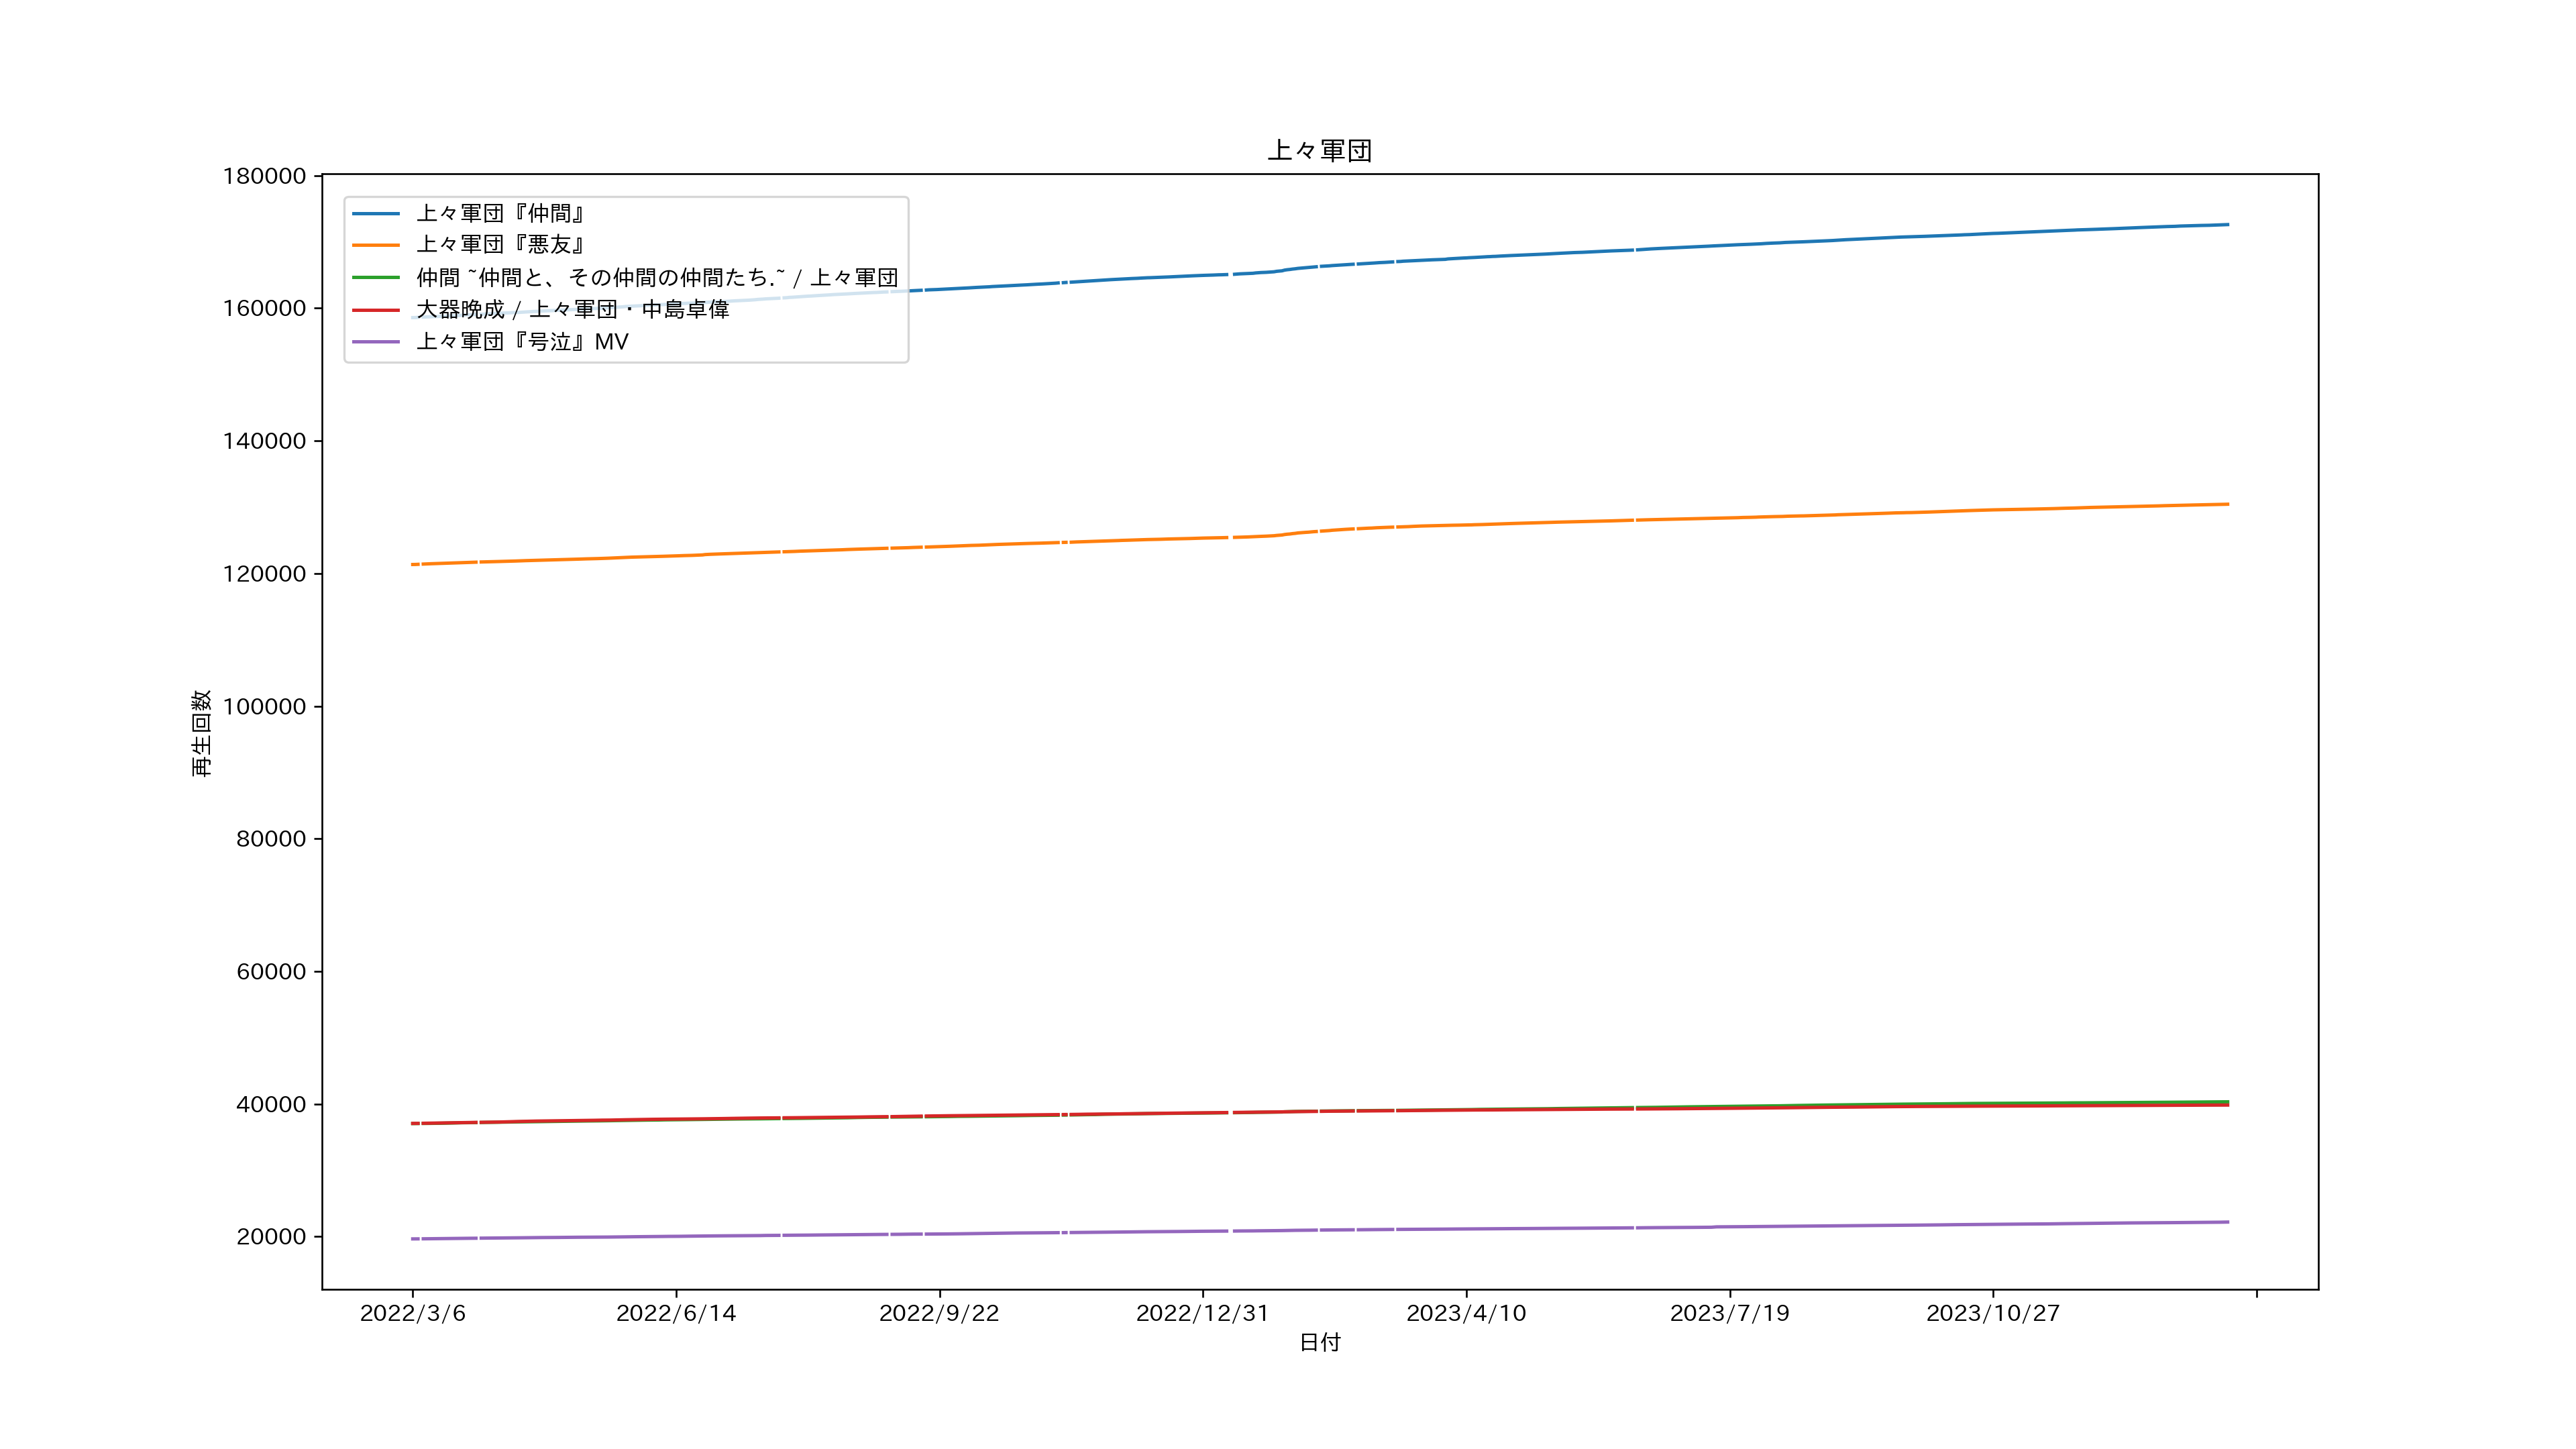 上々軍団
180000
160000
140000
120000
100000
80000
60000
40000
20000
再生回数
上々軍団『仲間』
上々軍団『悪友』
仲間 ~仲間と、その仲間の仲間たち.~ / 上々軍団
大器晩成 / 上々軍団・中島卓偉
上々軍団『号泣』MV
2022/3/6
2022/6/14
2022/9/22
2022/12/31
2023/4/10
2023/7/19
2023/10/27
日付